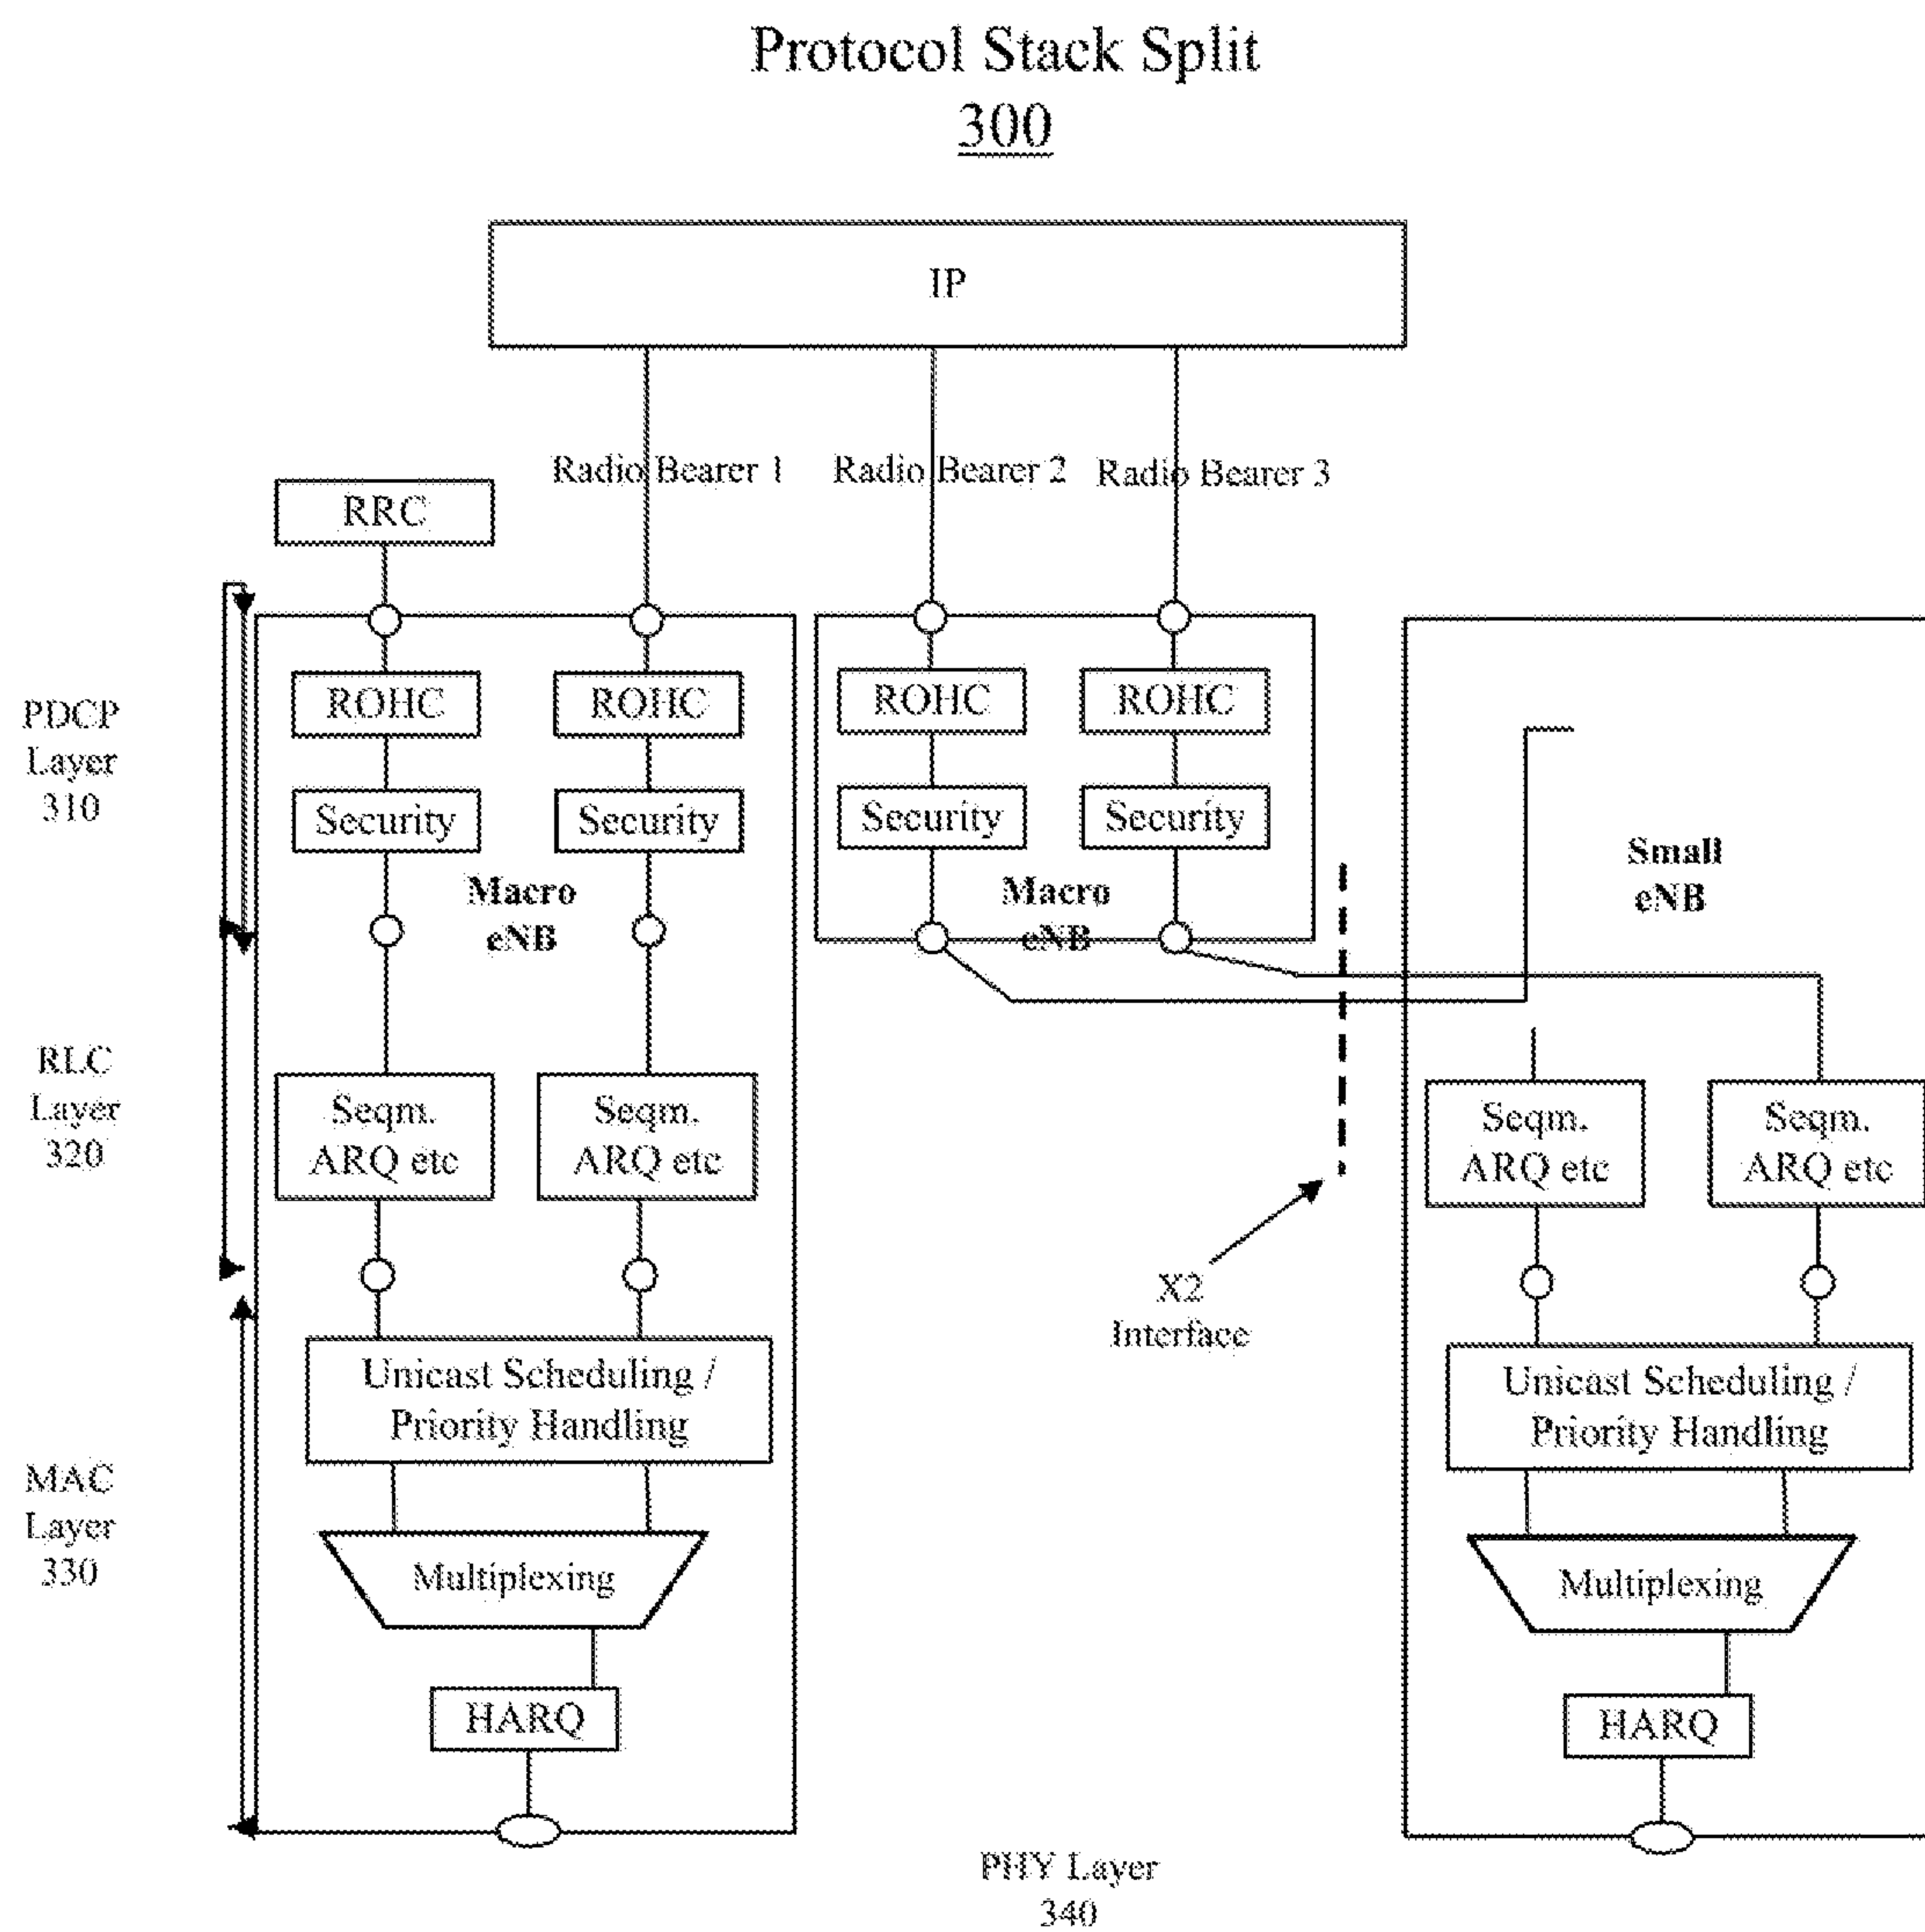 Protocol Stack Split
300
IP
Radio Bearer 1
Radio Bearer 2
Radio Bearer 3
RRC
ROHC
ROHC
ROHC
ROHC
PDCP
Layer
310
Security
Security
Security
Security
Macro
eNB
Macro
eNB
Small
eNB
RLC
Layer
320
Seqm.
ARQ etc
Seqm.
ARQ etc
Seqm.
ARQ etc
Seqm.
ARQ etc
X2
Interface
Unicast Scheduling /
Priority Handling
Unicast Scheduling /
Priority Handling
MAC
Layer
330
Multiplexing
Multiplexing
HARQ
HARQ
PHY Layer
340